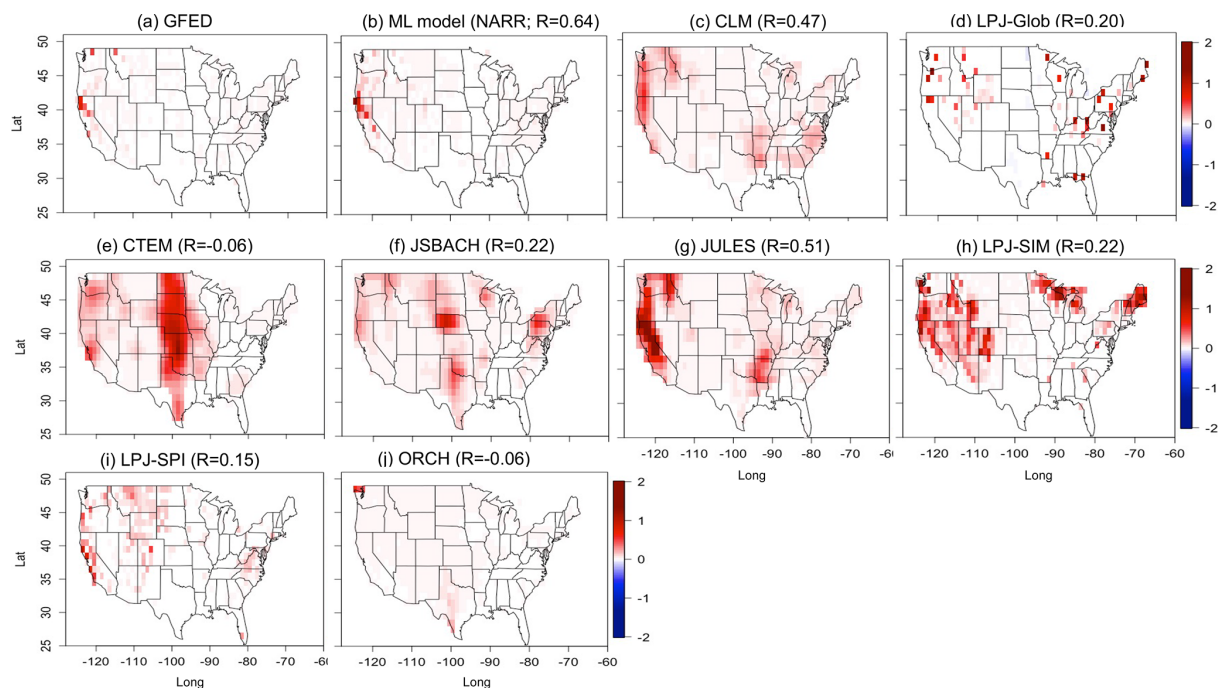 (a) GFED
(b) ML model (NARR; R=0.64)
(c) CLM (R=0.47)
(d) LPJ-Glob (R=0.20)
50
45
40
35
30
25
Lat
2
1
0
-1
-2
(e) CTEM (R=-0.06)
(f) JSBACH (R=0.22)
(g) JULES (R=0.51)
(h) LPJ-SIM (R=0.22)
50
45
40
35
30
25
Lat
2
1
0
-1
-2
-120 -110 -100 -90 -80 -70 -60
-120 -110 -100 -90 -80 -70 -60
Long
Long
(i) LPJ-SPI (R=0.15)
(j) ORCH (R=-0.06)
50
45
40
35
30
25
Lat
2
1
0
-1
-2
-120 -110 -100 -90 -80 -70 -60
-120 -110 -100 -90 -80 -70 -60
Long
Long